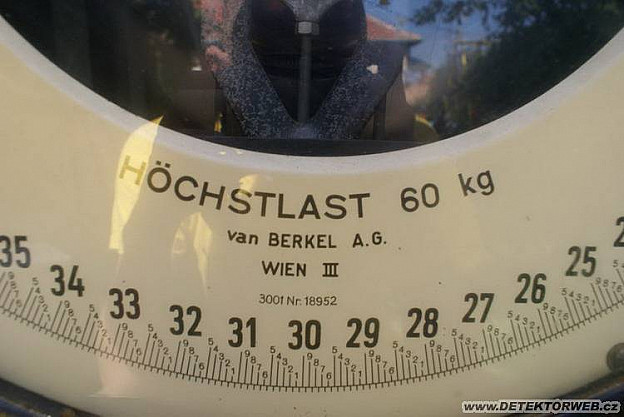 HÖCHSTLAST 60 kg
van BERKEL A.G.
WIEN III
3001 Nr. 18952
35 34 33 32 31 30 29 28 27 26 25
www.DETEKTORWEB.cz